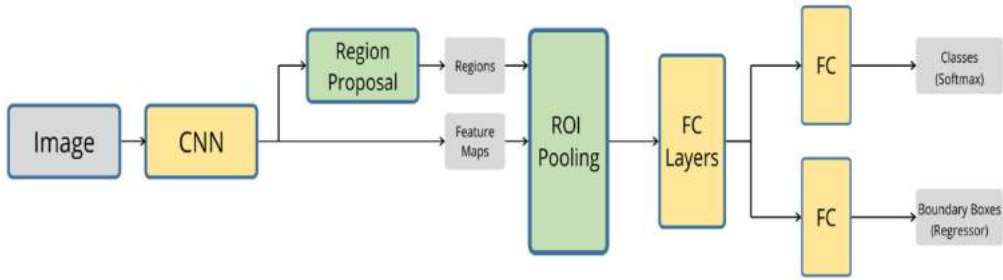 Image
CNN
Region
Proposal
Regions
Feature
Maps
ROI
Pooling
FC
Layers
FC
Classes
(Softmax)
FC
Boundary Boxes
(Regressor)